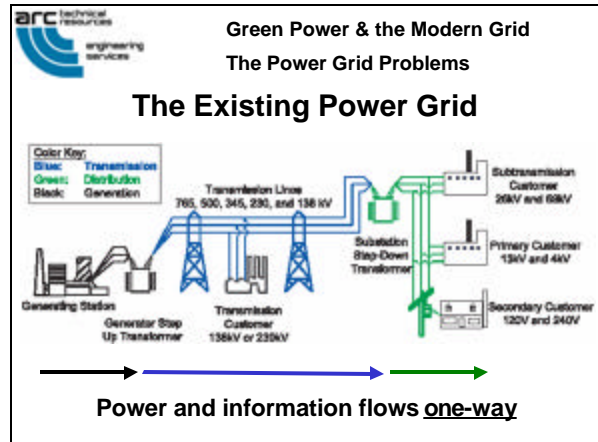 arc technical
resources
engineering
services
Green Power & the Modern Grid
The Power Grid Problems
The Existing Power Grid
Color Key:
Blue: Transmission
Green: Distribution
Black: Generation
Transmission Lines
765, 500, 345, 230, and 138 kV
Subtransmission
Customer
26kV and 69kV
Substation
Step-Down
Transformer
Primary Customer
13kV and 4kV
Generating Station
Generator Step
Up Transformer
Transmission
Customer
138kV or 230kV
Secondary Customer
120V and 240V
Power and information flows one-way